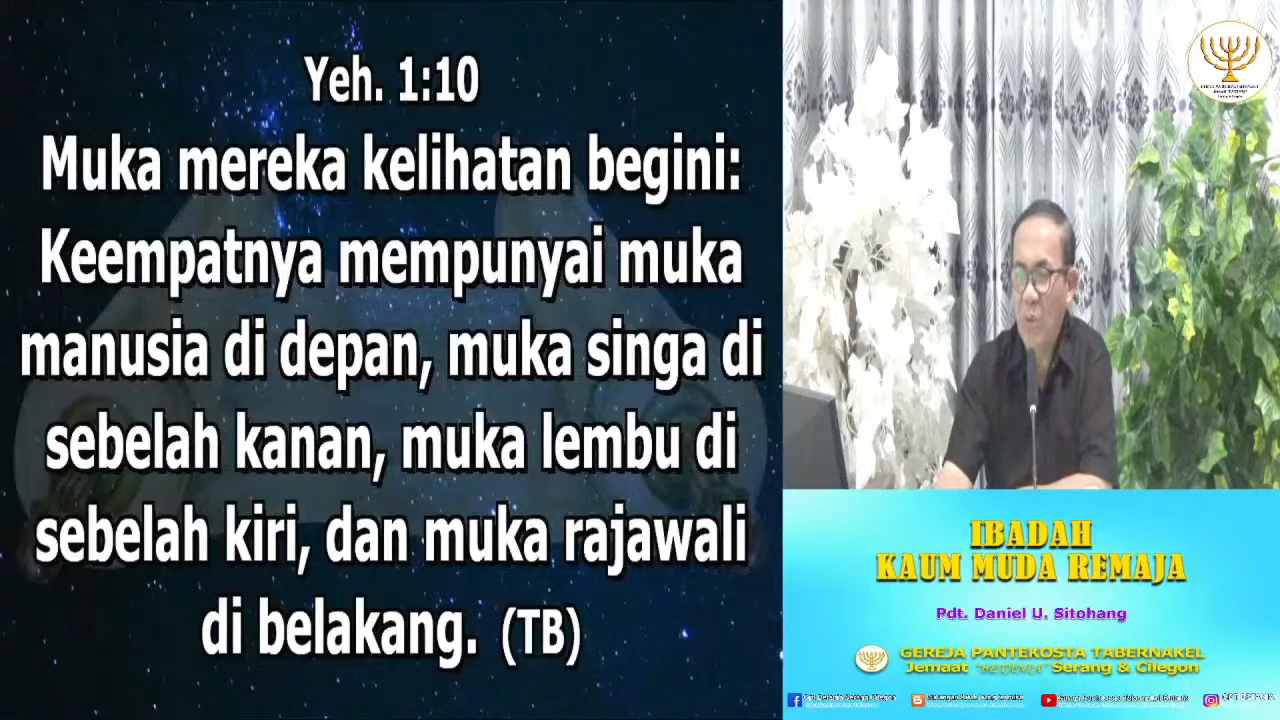 Yeh. 1:10
Muka mereka kelihatan begini:
Keempatnya mempunyai muka
manusia di depan, muka singa di
sebelah kanan, muka lembu di
sebelah kiri, dan muka rajawali
di belakang. (TB)
IBADAH
KAUM MUDA REMAJA
Pdt. Daniel U. Sitohang
GEREJA PANTEKOSTA TABERNAKEL
Jemaat "BETANIA" Serang & Cilegon